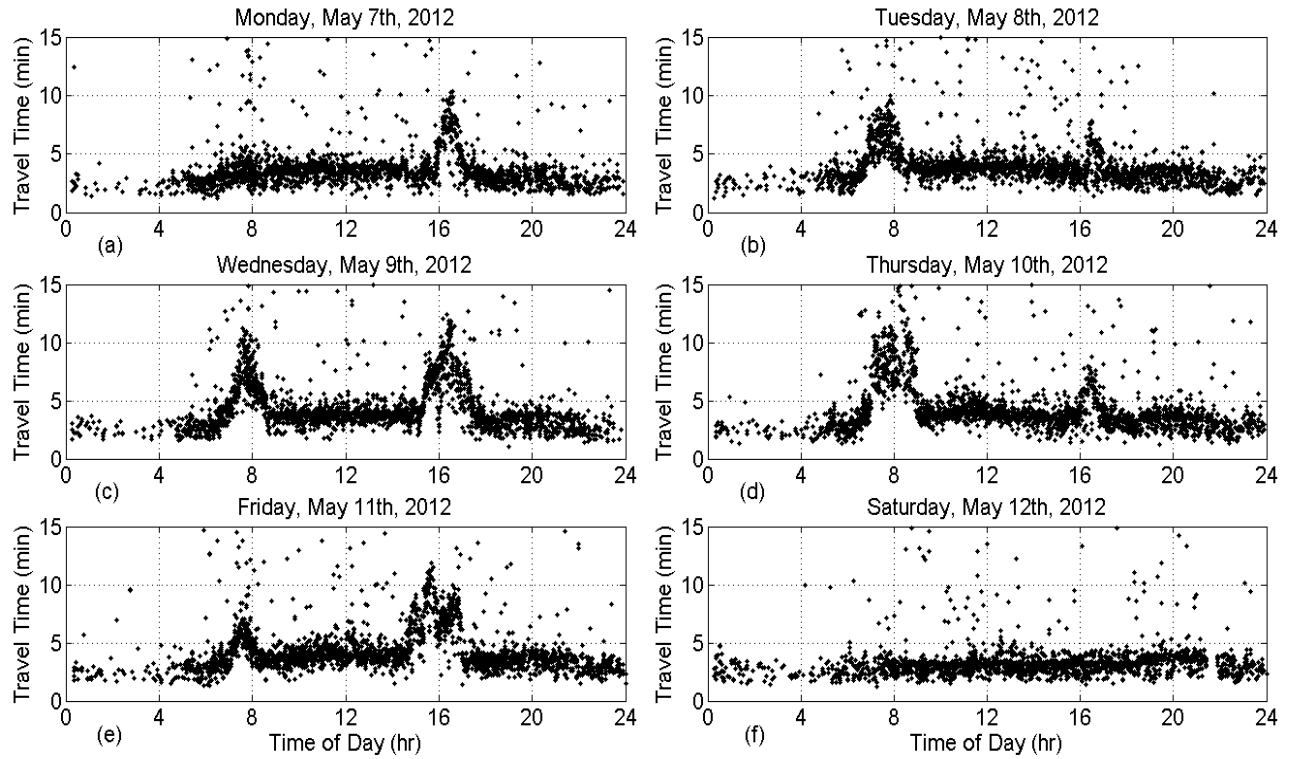 Monday, May 7th, 2012
Travel Time (min)
15
10
5
0
0 4 8 12 16 20 24
(a)
Tuesday, May 8th, 2012
Travel Time (min)
15
10
5
0
0 4 8 12 16 20 24
(b)
Wednesday, May 9th, 2012
Travel Time (min)
15
10
5
0
0 4 8 12 16 20 24
(c)
Thursday, May 10th, 2012
Travel Time (min)
15
10
5
0
0 4 8 12 16 20 24
(d)
Friday, May 11th, 2012
Travel Time (min)
15
10
5
0
0 4 8 12 16 20 24
(e)
Time of Day (hr)
Saturday, May 12th, 2012
Travel Time (min)
15
10
5
0
0 4 8 12 16 20 24
(f)
Time of Day (hr)